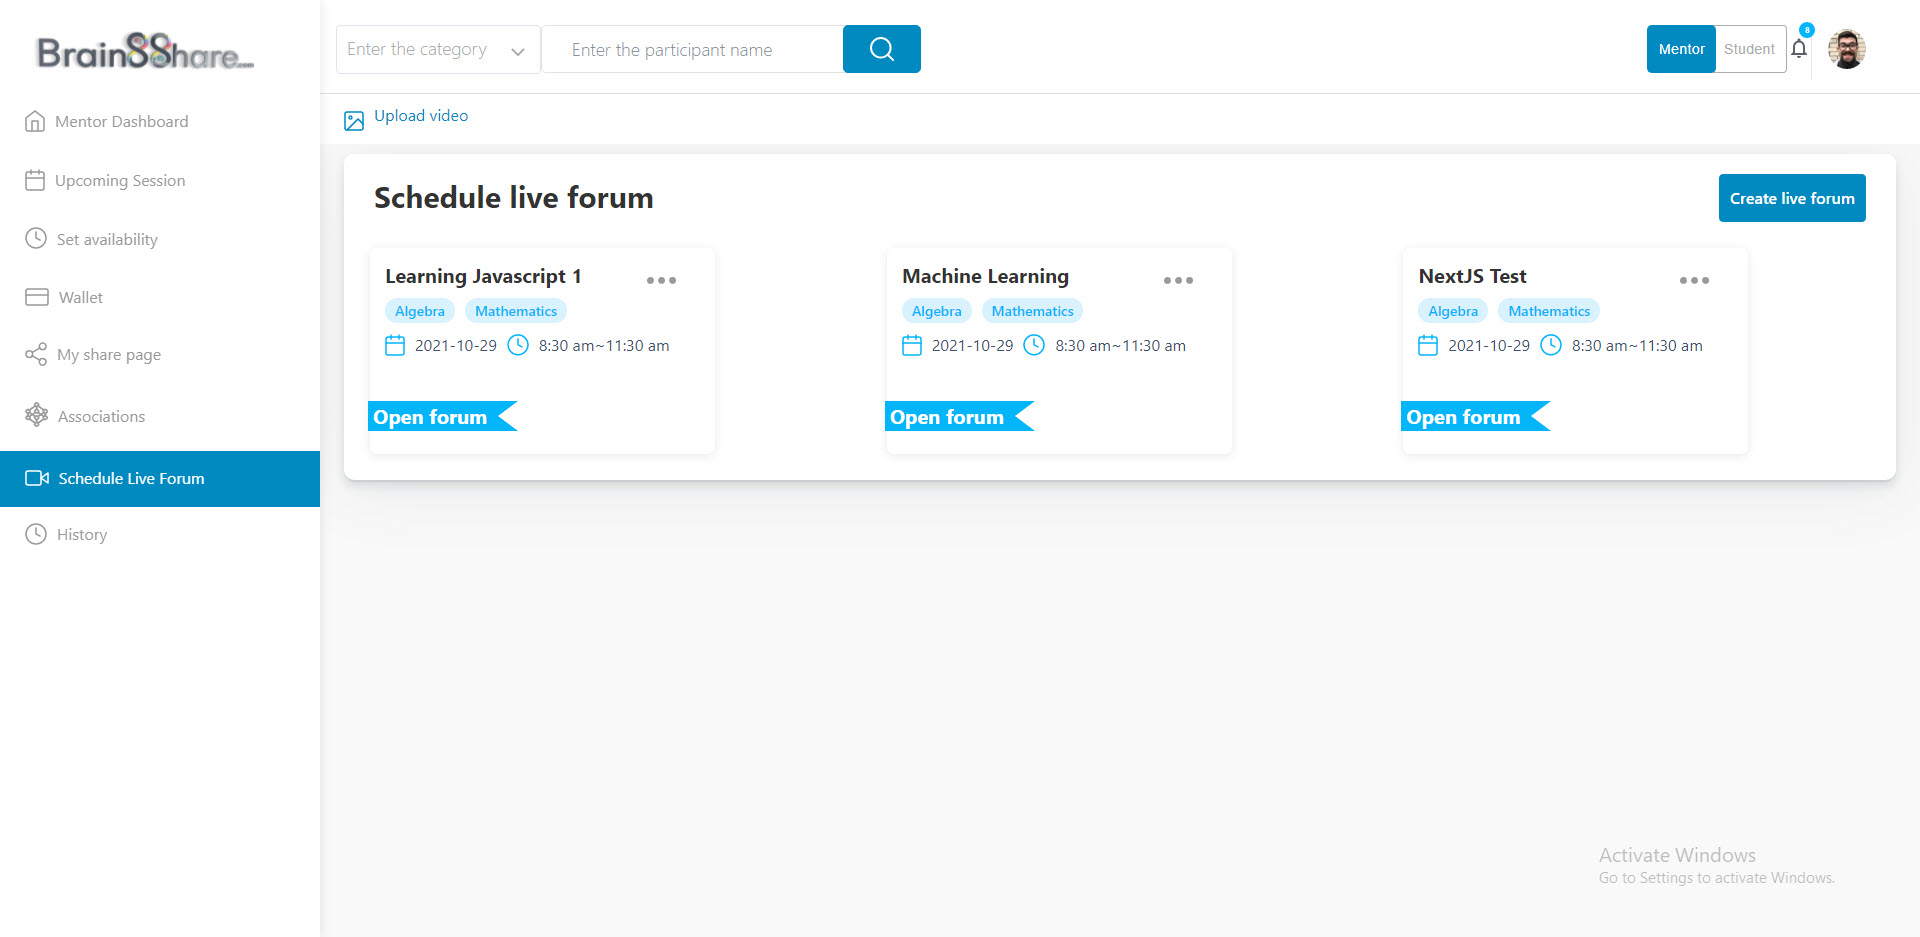 Brain88hare.com
Enter the category
Enter the participant name
Mentor
Student
8
Mentor Dashboard
Upcoming Session
Set availability
Wallet
My share page
Associations
Schedule Live Forum
History
Upload video
Schedule live forum
Create live forum
Learning Javascript 1
Algebra Mathematics
2021-10-29 8:30 am~11:30 am
Open forum
Machine Learning
Algebra Mathematics
2021-10-29 8:30 am~11:30 am
Open forum
NextJS Test
Algebra Mathematics
2021-10-29 8:30 am~11:30 am
Open forum
Activate Windows
Go to Settings to activate Windows.